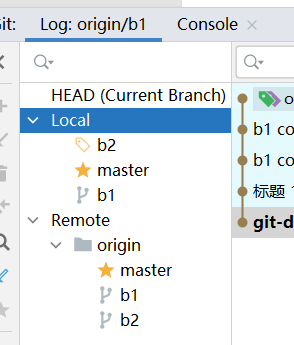 Git: Log: origin/b1 Console
HEAD (Current Branch)
Local
b2
master
b1
Remote
origin
master
b1
b2
o
b1 co
b1 co
标题
git-d